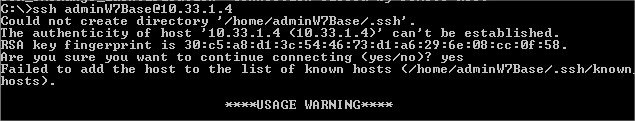 C:\>ssh adminW7Base@10.33.1.4
Could not create directory '/home/adminW7Base/.ssh'.
The authenticity of host '10.33.1.4 (10.33.1.4)' can't be established.
RSA key fingerprint is 30:c5:a8:d1:3c:54:46:73:d1:a6:29:6e:08:cc:0f:58.
Are you sure you want to continue connecting (yes/no)? yes
Failed to add the host to the list of known hosts (/home/adminW7Base/.ssh/known_
hosts).
****USAGE WARNING****